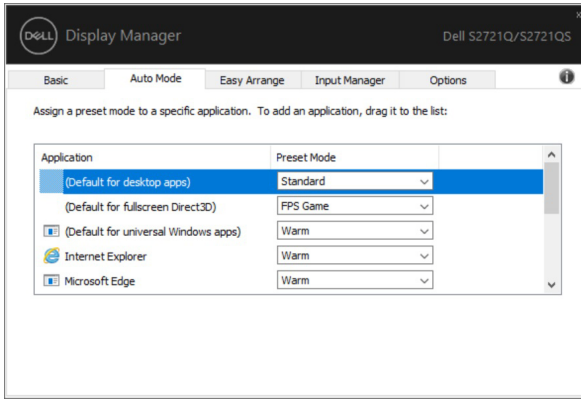 DELL Display Manager Dell S2721Q/S2721QS
Basic Auto Mode Easy Arrange Input Manager Options
Assign a preset mode to a specific application. To add an application, drag it to the list:
Application Preset Mode
(Default for desktop apps) Standard
(Default for fullscreen Direct3D) FPS Game
(Default for universal Windows apps) Warm
Internet Explorer Warm
Microsoft Edge Warm